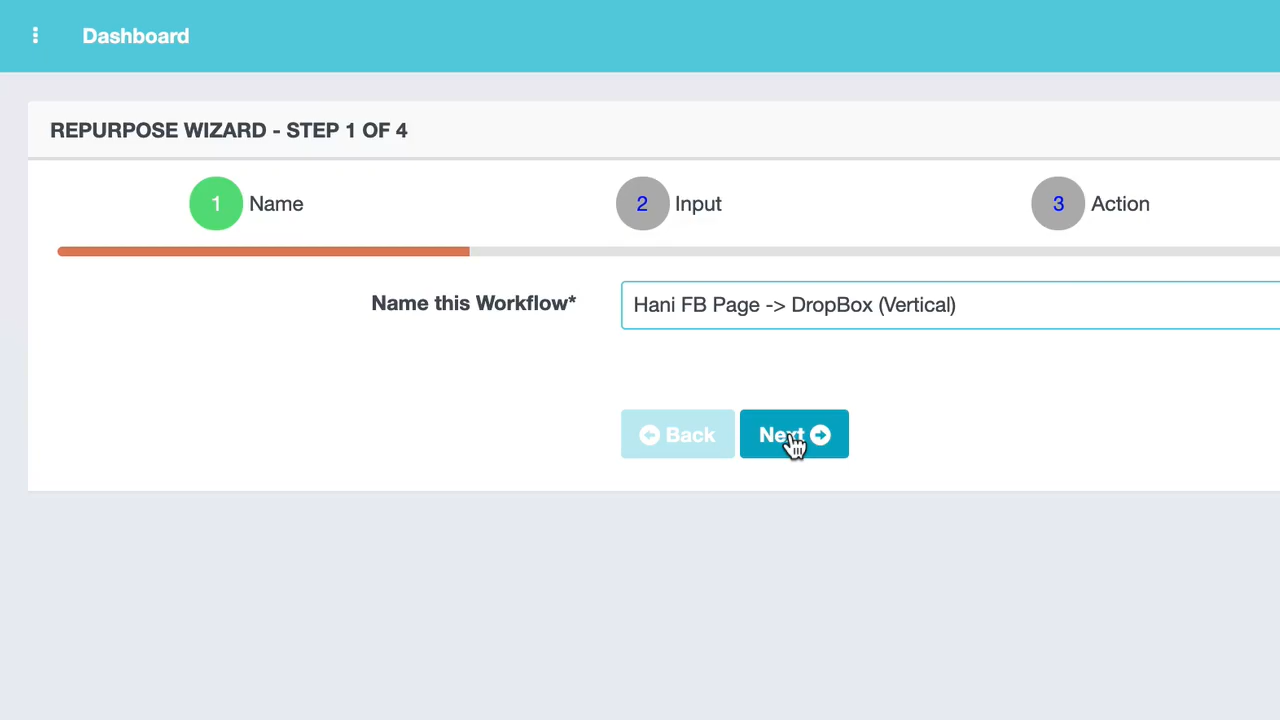 Dashboard
REPURPOSE WIZARD - STEP 1 OF 4
1 Name 2 Input 3 Action
Name this Workflow* Hani FB Page -> DropBox (Vertical)
Back Next